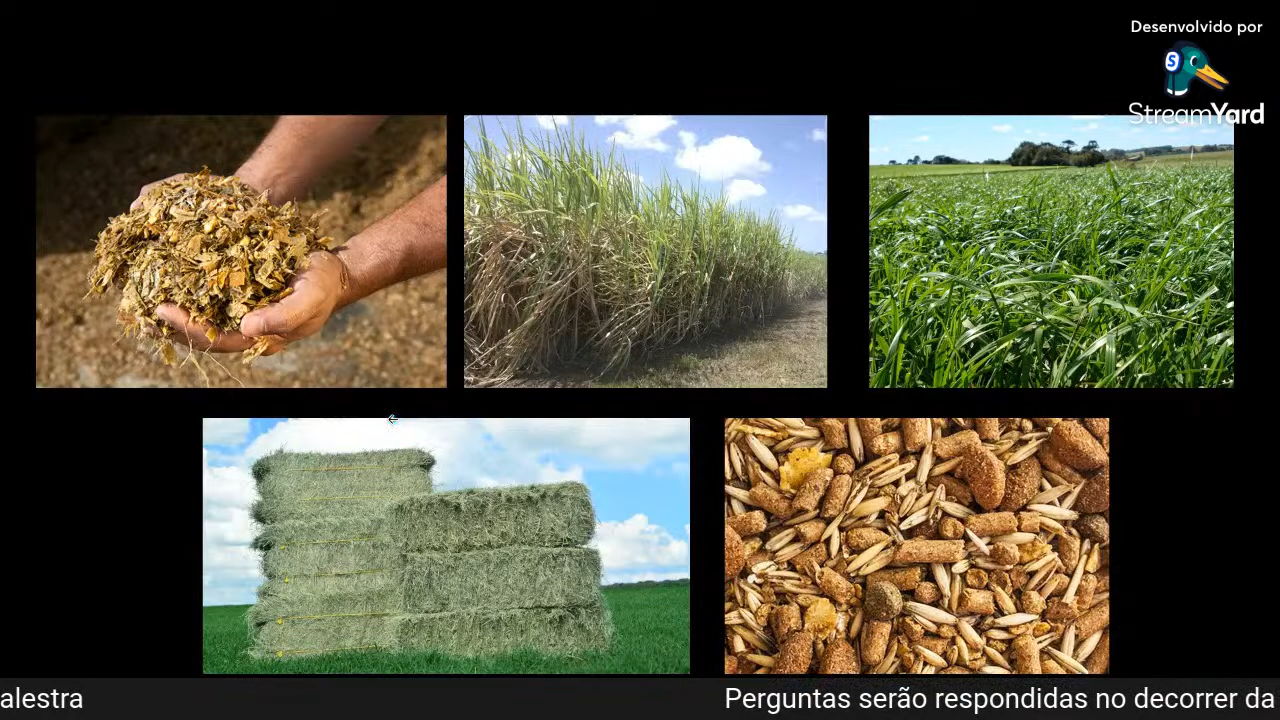 Desenvolvido por
S
StreamYard
alestra
Perguntas serão respondidas no decorrer da